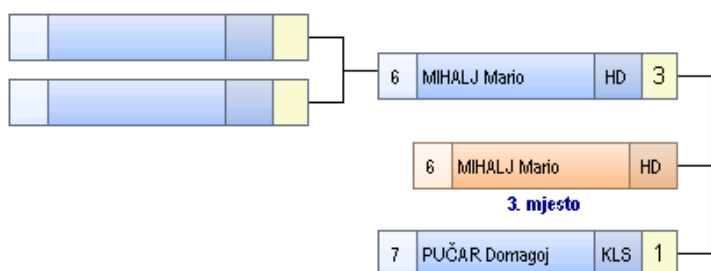 6 MIHALJ Mario HD 3
6 MIHALJ Mario HD
3. mjesto
7 PUČAR Domagoj KLS 1